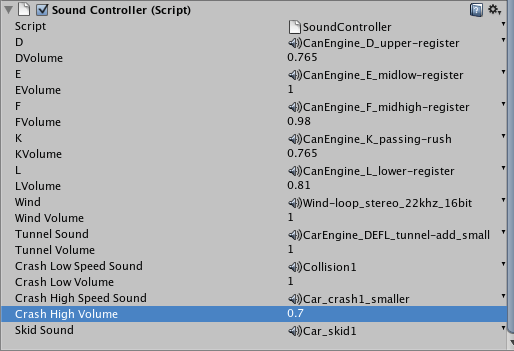 Sound Controller (Script)
Script SoundController
D CanEngine_D_upper-register
DVolume 0.765
E CanEngine_E_midlow-register
EVolume 1
F CanEngine_F_midhigh-register
FVolume 0.98
K CanEngine_K_passing-rush
KVolume 0.765
L CanEngine_L_lower-register
LVolume 0.81
Wind Wind-loop_stereo_22khz_16bit
Wind Volume 1
Tunnel Sound CarEngine_DEFL_tunnel-add_small
Tunnel Volume 1
Crash Low Speed Sound Collision1
Crash Low Volume 1
Crash High Speed Sound Car_crash1_smaller
Crash High Volume 0.7
Skid Sound Car_skid1